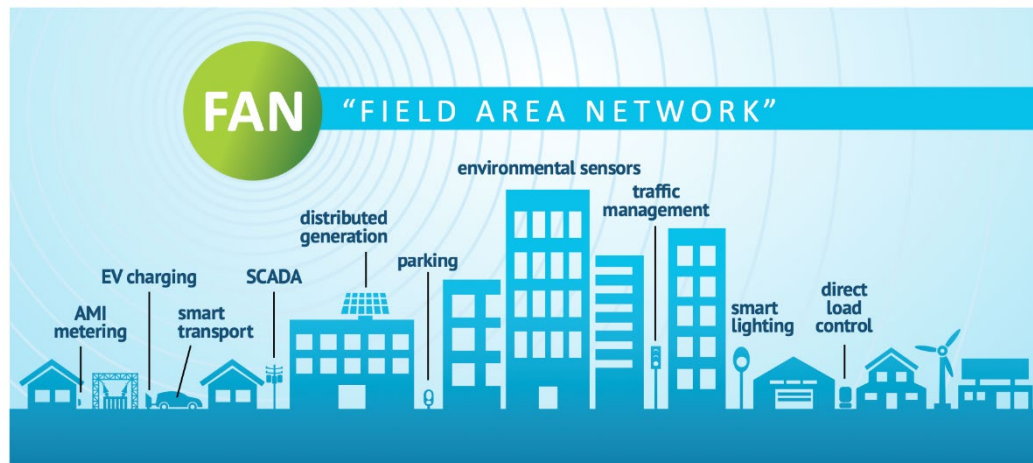 FAN "FIELD AREA NETWORK"
environmental sensors
traffic
management
distributed
generation
parking
EV charging
SCADA
AMI
metering
smart
transport
smart
lighting
direct
load
control